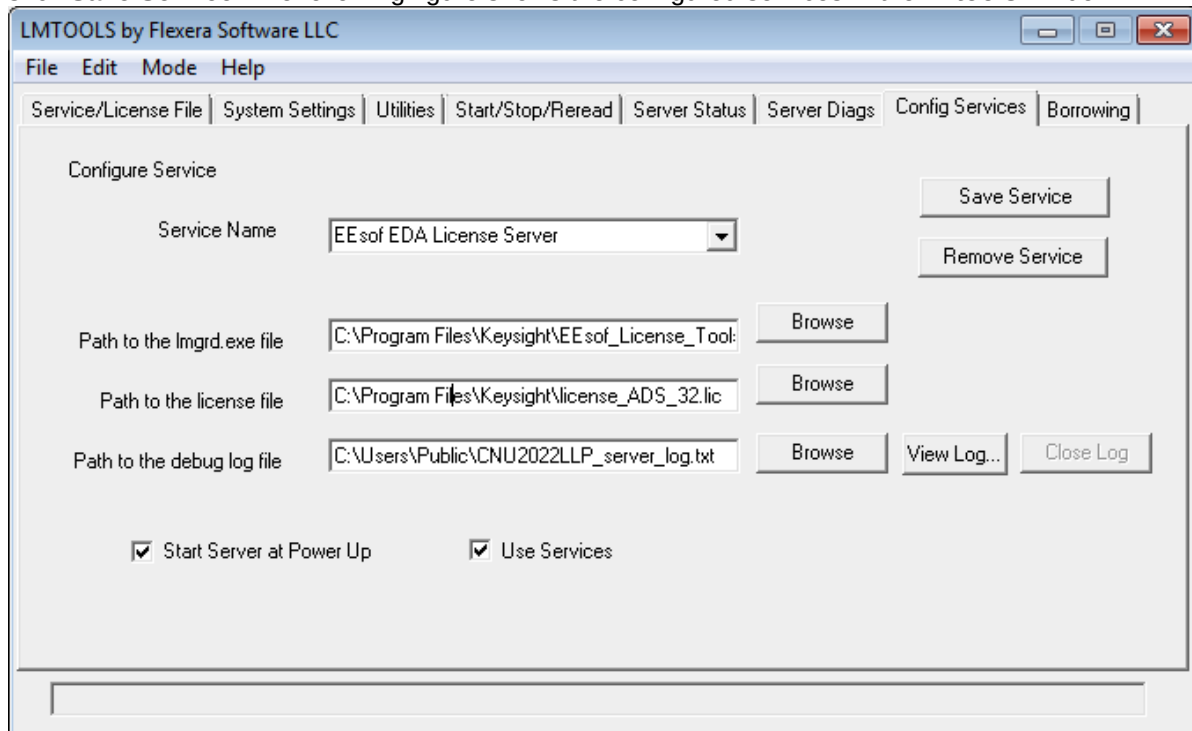 LMTOOLS by Flexera Software LLC
File Edit Mode Help
Service/License File System Settings Utilities Start/Stop/Reread Server Status Server Diags Config Services Borrowing
Configure Service
Save Service
Service Name EEsof EDA License Server
Remove Service
Path to the lmgrd.exe file C:\Program Files\Keysight\EEsof_License_Tools Browse
Path to the license file C:\Program Files\Keysight\license_ADS_32.lic Browse
Path to the debug log file C:\Users\Public\CNU2022LLP_server_log.txt Browse View Log... Close Log
Start Server at Power Up Use Services